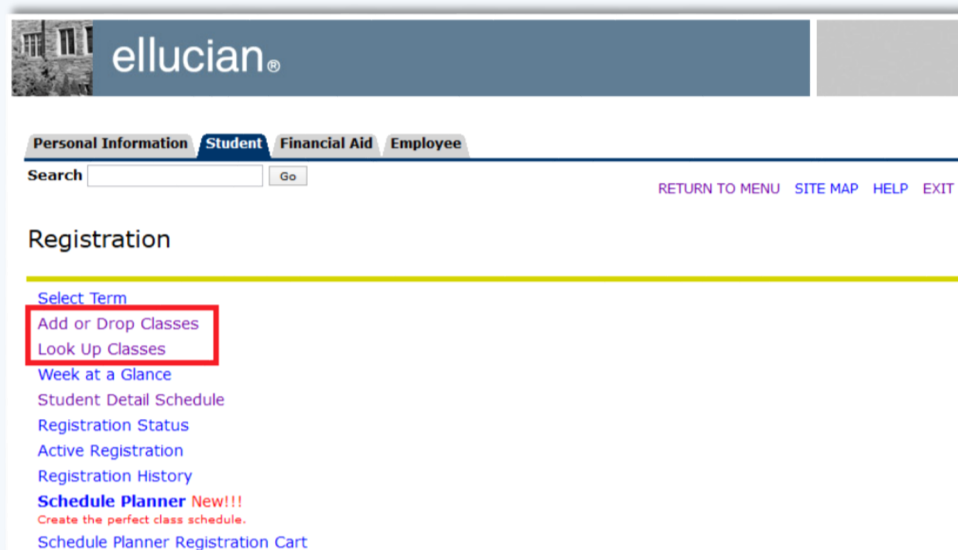 ellucian®
Personal Information Student Financial Aid Employee
Search Go
RETURN TO MENU SITE MAP HELP EXIT
Registration
Select Term
Add or Drop Classes
Look Up Classes
Week at a Glance
Student Detail Schedule
Registration Status
Active Registration
Registration History
Schedule Planner New!!!
Create the perfect class schedule.
Schedule Planner Registration Cart